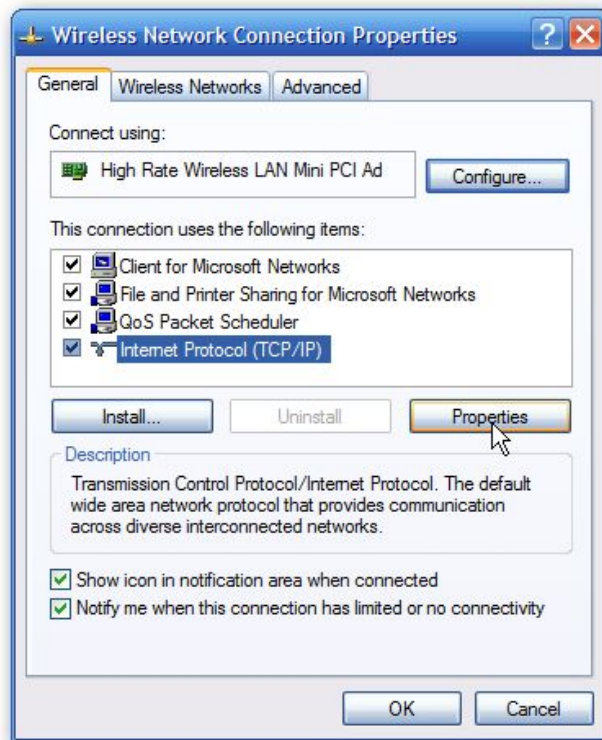 Wireless Network Connection Properties
General Wireless Networks Advanced
Connect using:
High Rate Wireless LAN Mini PCI Ad Configure...
This connection uses the following items:
Client for Microsoft Networks
File and Printer Sharing for Microsoft Networks
QoS Packet Scheduler
Internet Protocol (TCP/IP)
Install... Uninstall Properties
Description
Transmission Control Protocol/Internet Protocol. The default
wide area network protocol that provides communication
across diverse interconnected networks.
Show icon in notification area when connected
Notify me when this connection has limited or no connectivity
OK Cancel